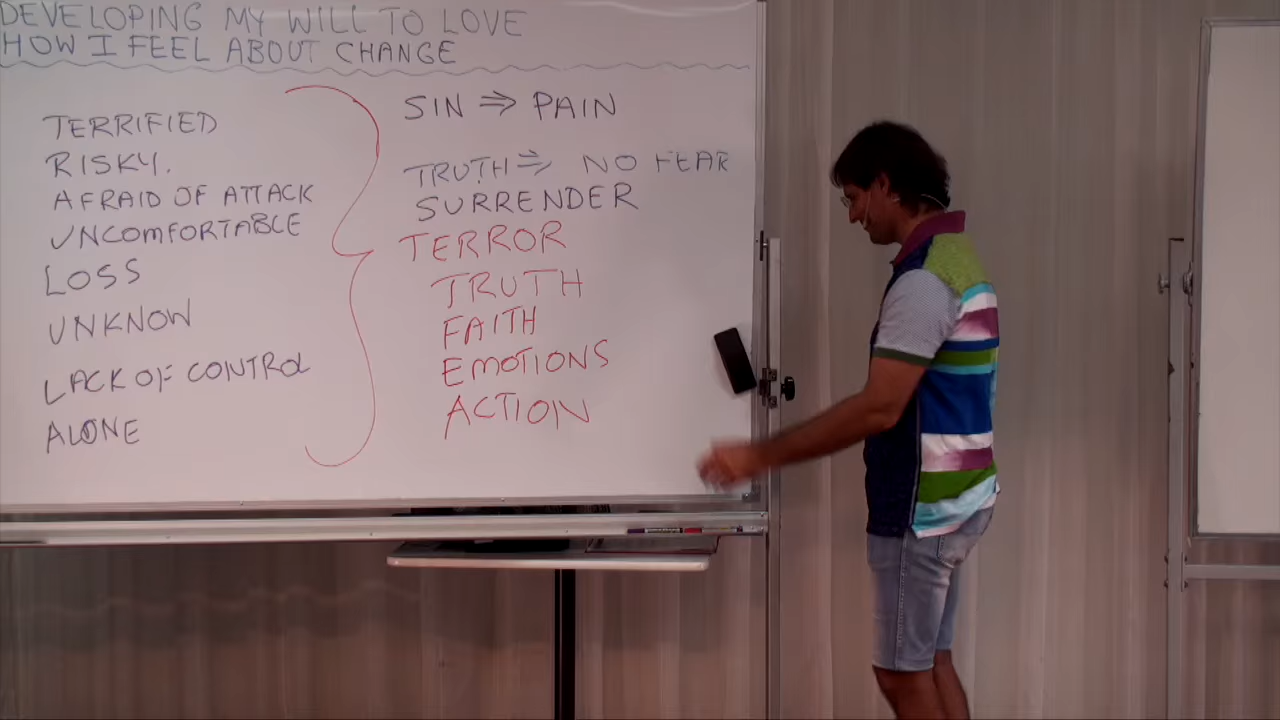 DEVELOPING MY WILL TO LOVE
HOW I FEEL ABOUT CHANGE
TERRIFIED
RISKY.
AFRAID OF ATTACK
UNCOMFORTABLE
LOSS
UNKNOW
LACK OF CONTROL
ALONE
SIN ⇒ PAIN
TRUTH ⇒ NO FEAR
SURRENDER
TERROR
TRUTH
FAITH
EMOTIONS
ACTION